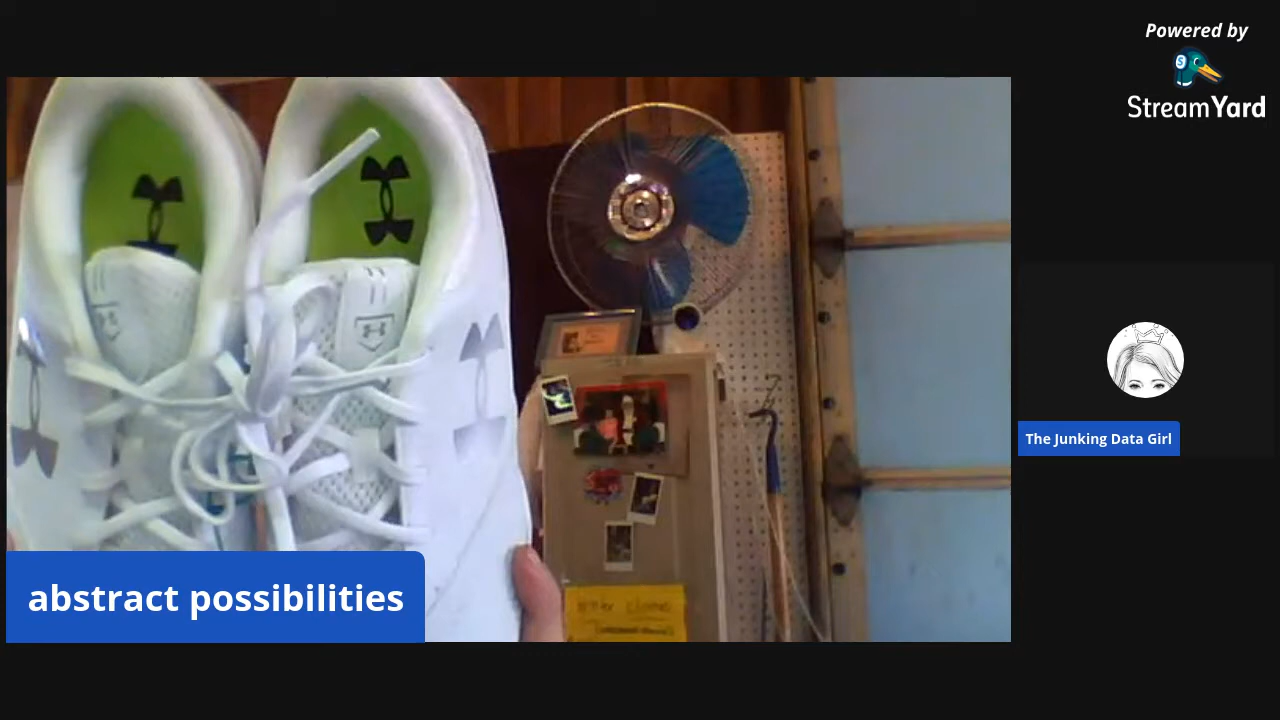 Powered by
StreamYard
abstract possibilities
The Junking Data Girl